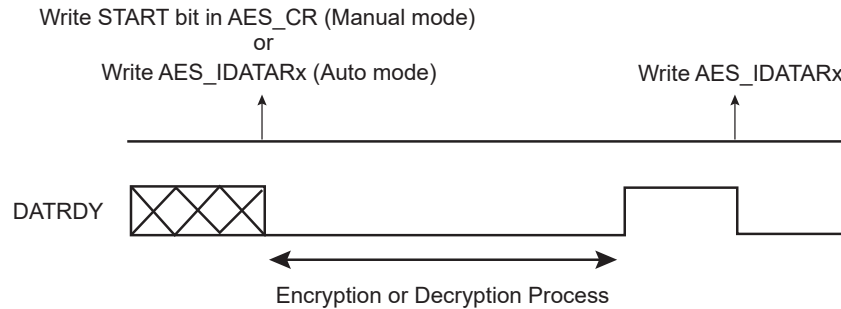 Write START bit in AES_CR (Manual mode)
or
Write AES_IDATARx (Auto mode)
Write AES_IDATARx
DATRDY
Encryption or Decryption Process